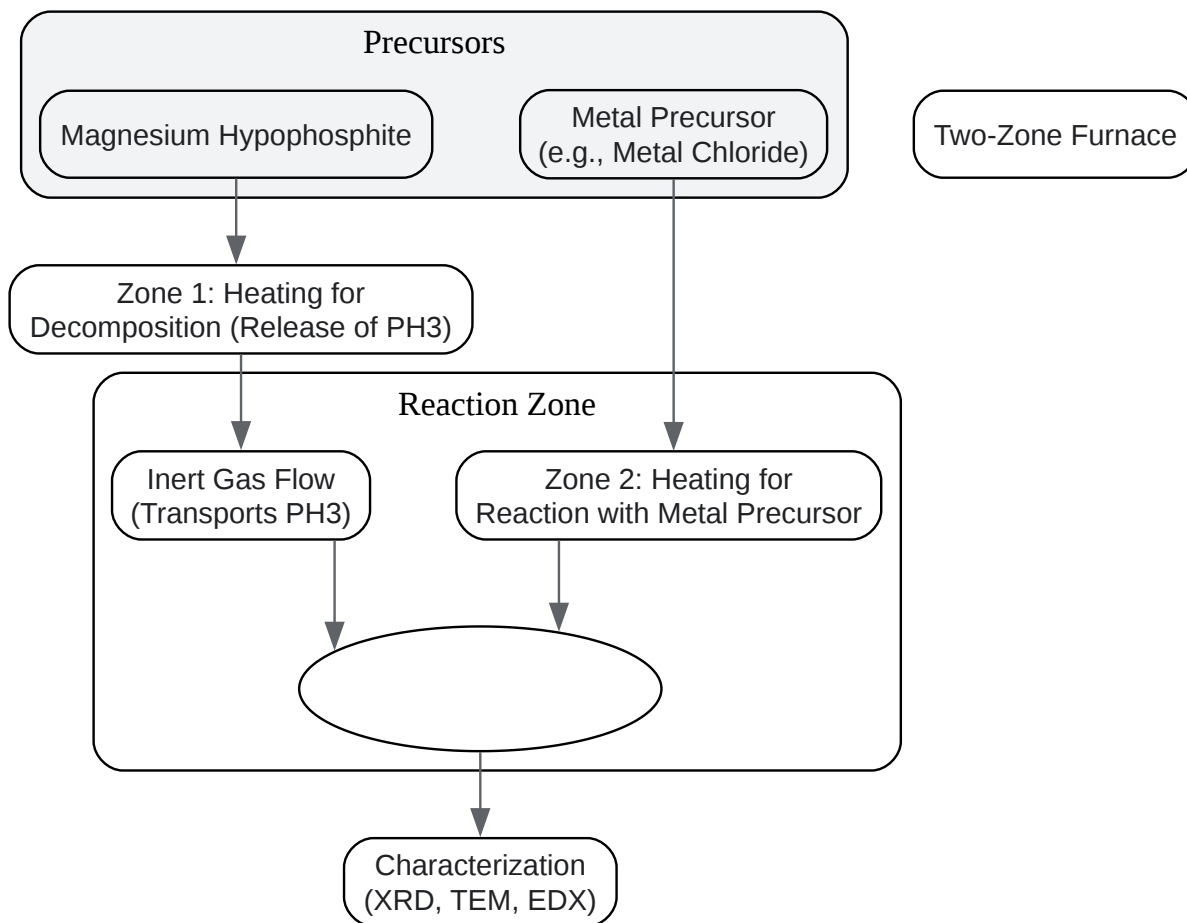 Precursors
Magnesium Hypophosphite
Metal Precursor
(e.g., Metal Chloride)
Two-Zone Furnace
Zone 1: Heating for
Decomposition (Release of PH3)
Reaction Zone
Inert Gas Flow
(Transports PH3)
Zone 2: Heating for
Reaction with Metal Precursor
Characterization
(XRD, TEM, EDX)